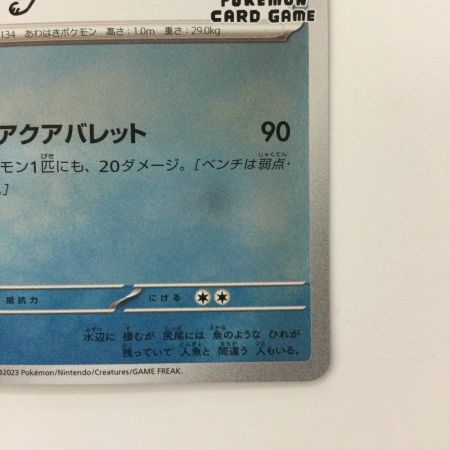 POKÉMON
CARD GAME
134 あわはきポケモン 高さ：1.0m 重さ：29.0kg
アクアバレット 90
モン1匹にも、20ダメージ。[ベンチは弱点・
。]
抵抗力 にげる
水辺に 棲むが 尻尾には 魚のような ひれが
残っていて 人魚と 間違う 人もいる。
©2023 Pokémon/Nintendo/Creatures/GAME FREAK.